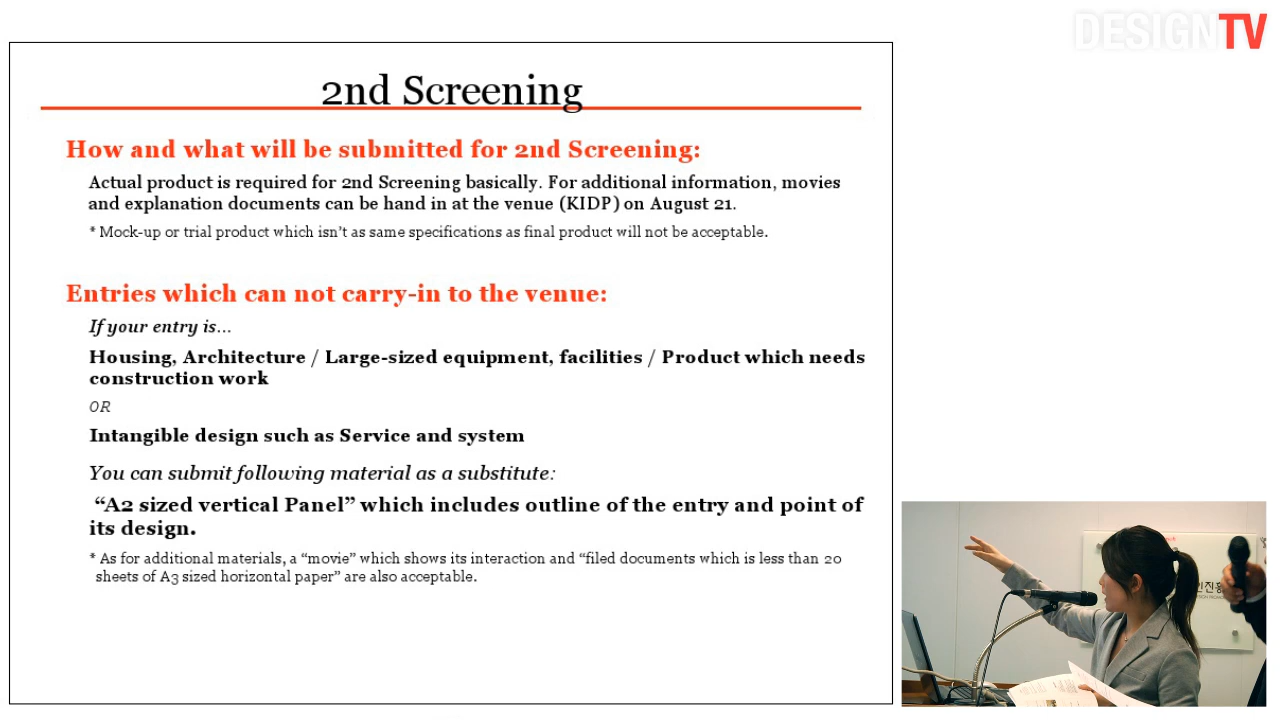 DESIGNTV
2nd Screening
How and what will be submitted for 2nd Screening:
Actual product is required for 2nd Screening basically. For additional information, movies
and explanation documents can be hand in at the venue (KIDP) on August 21.
* Mock-up or trial product which isn’t as same specifications as final product will not be acceptable.
Entries which can not carry-in to the venue:
If your entry is...
Housing, Architecture / Large-sized equipment, facilities / Product which needs
construction work
OR
Intangible design such as Service and system
You can submit following material as a substitute:
“A2 sized vertical Panel” which includes outline of the entry and point of
its design.
* As for additional materials, a “movie” which shows its interaction and “filed documents which is less than 20
sheets of A3 sized horizontal paper” are also acceptable.
인진흥